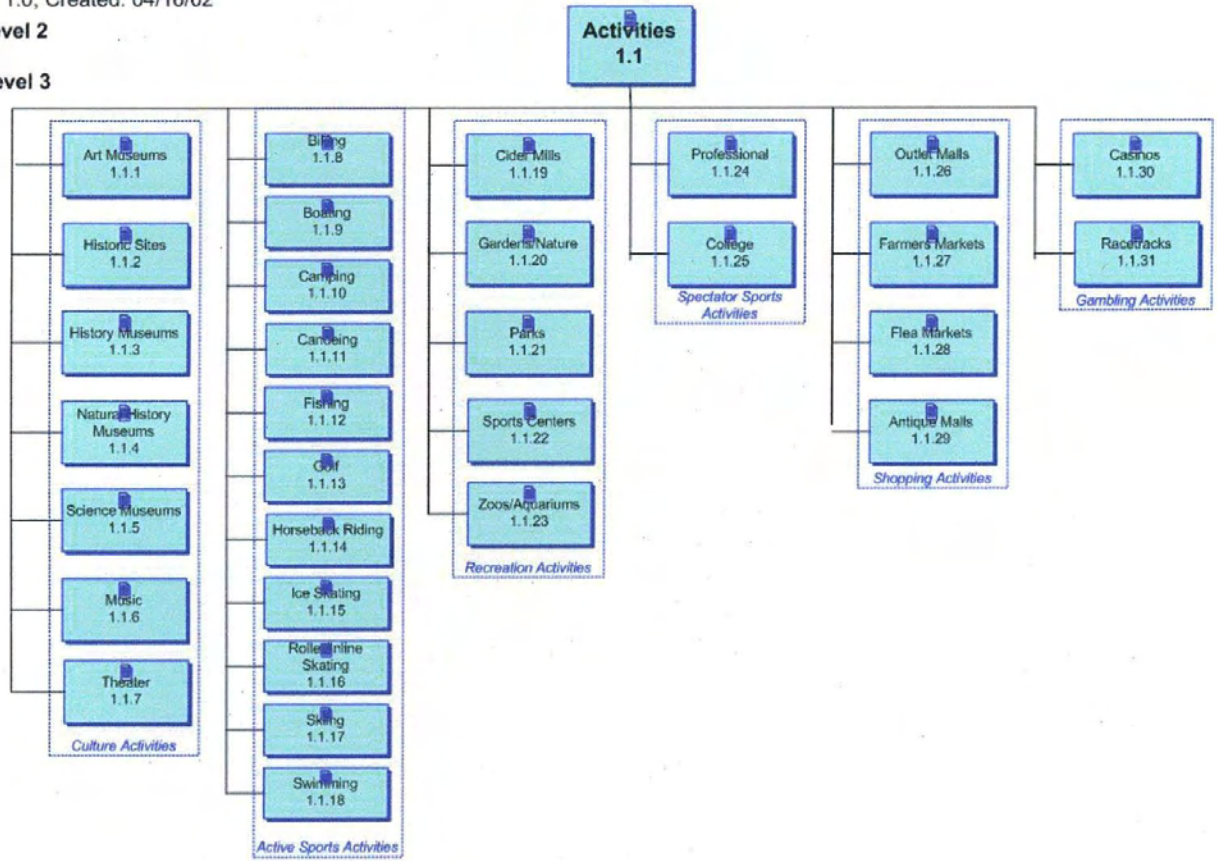 1.0, Created: 04/16/02
evel 2
Activities
1.1
evel 3
Art Museums
1.1.1
Historic Sites
1.1.2
History Museums
1.1.3
Natural History
Museums
1.1.4
Science Museums
1.1.5
Music
1.1.6
Theater
1.1.7
Culture Activities
Biking
1.1.8
Boating
1.1.9
Camping
1.1.10
Canoeing
1.1.11
Fishing
1.1.12
Golf
1.1.13
Horseback Riding
1.1.14
Ice Skating
1.1.15
Roller/Inline
Skating
1.1.16
Skiing
1.1.17
Swimming
1.1.18
Active Sports Activities
Cider Mills
1.1.19
Gardens/Nature
1.1.20
Parks
1.1.21
Sports Centers
1.1.22
Zoos/Aquariums
1.1.23
Recreation Activities
Professional
1.1.24
College
1.1.25
Spectator Sports
Activities
Outlet Malls
1.1.26
Farmers Markets
1.1.27
Flea Markets
1.1.28
Antique Malls
1.1.29
Shopping Activities
Casinos
1.1.30
Racetracks
1.1.31
Gambling Activities